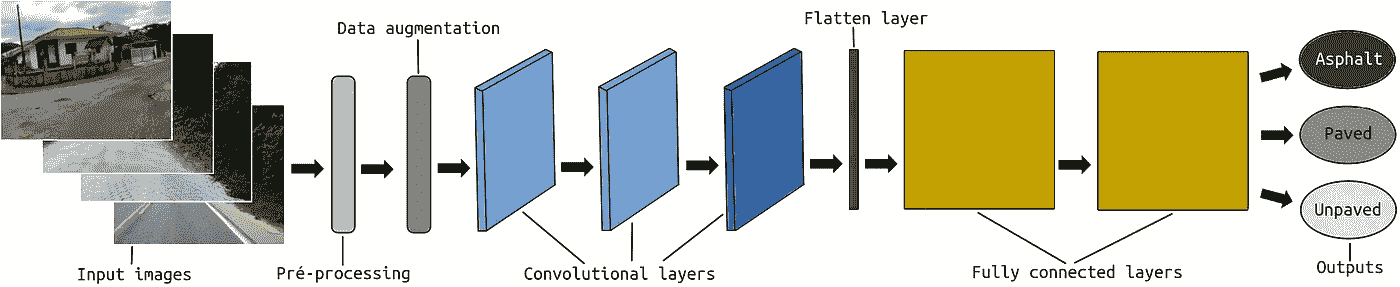 Flatten layer
Data augmentation
Asphalt
Paved
Unpaved
Input images
Pré-processing
Convolutional layers
Fully connected layers
Outputs